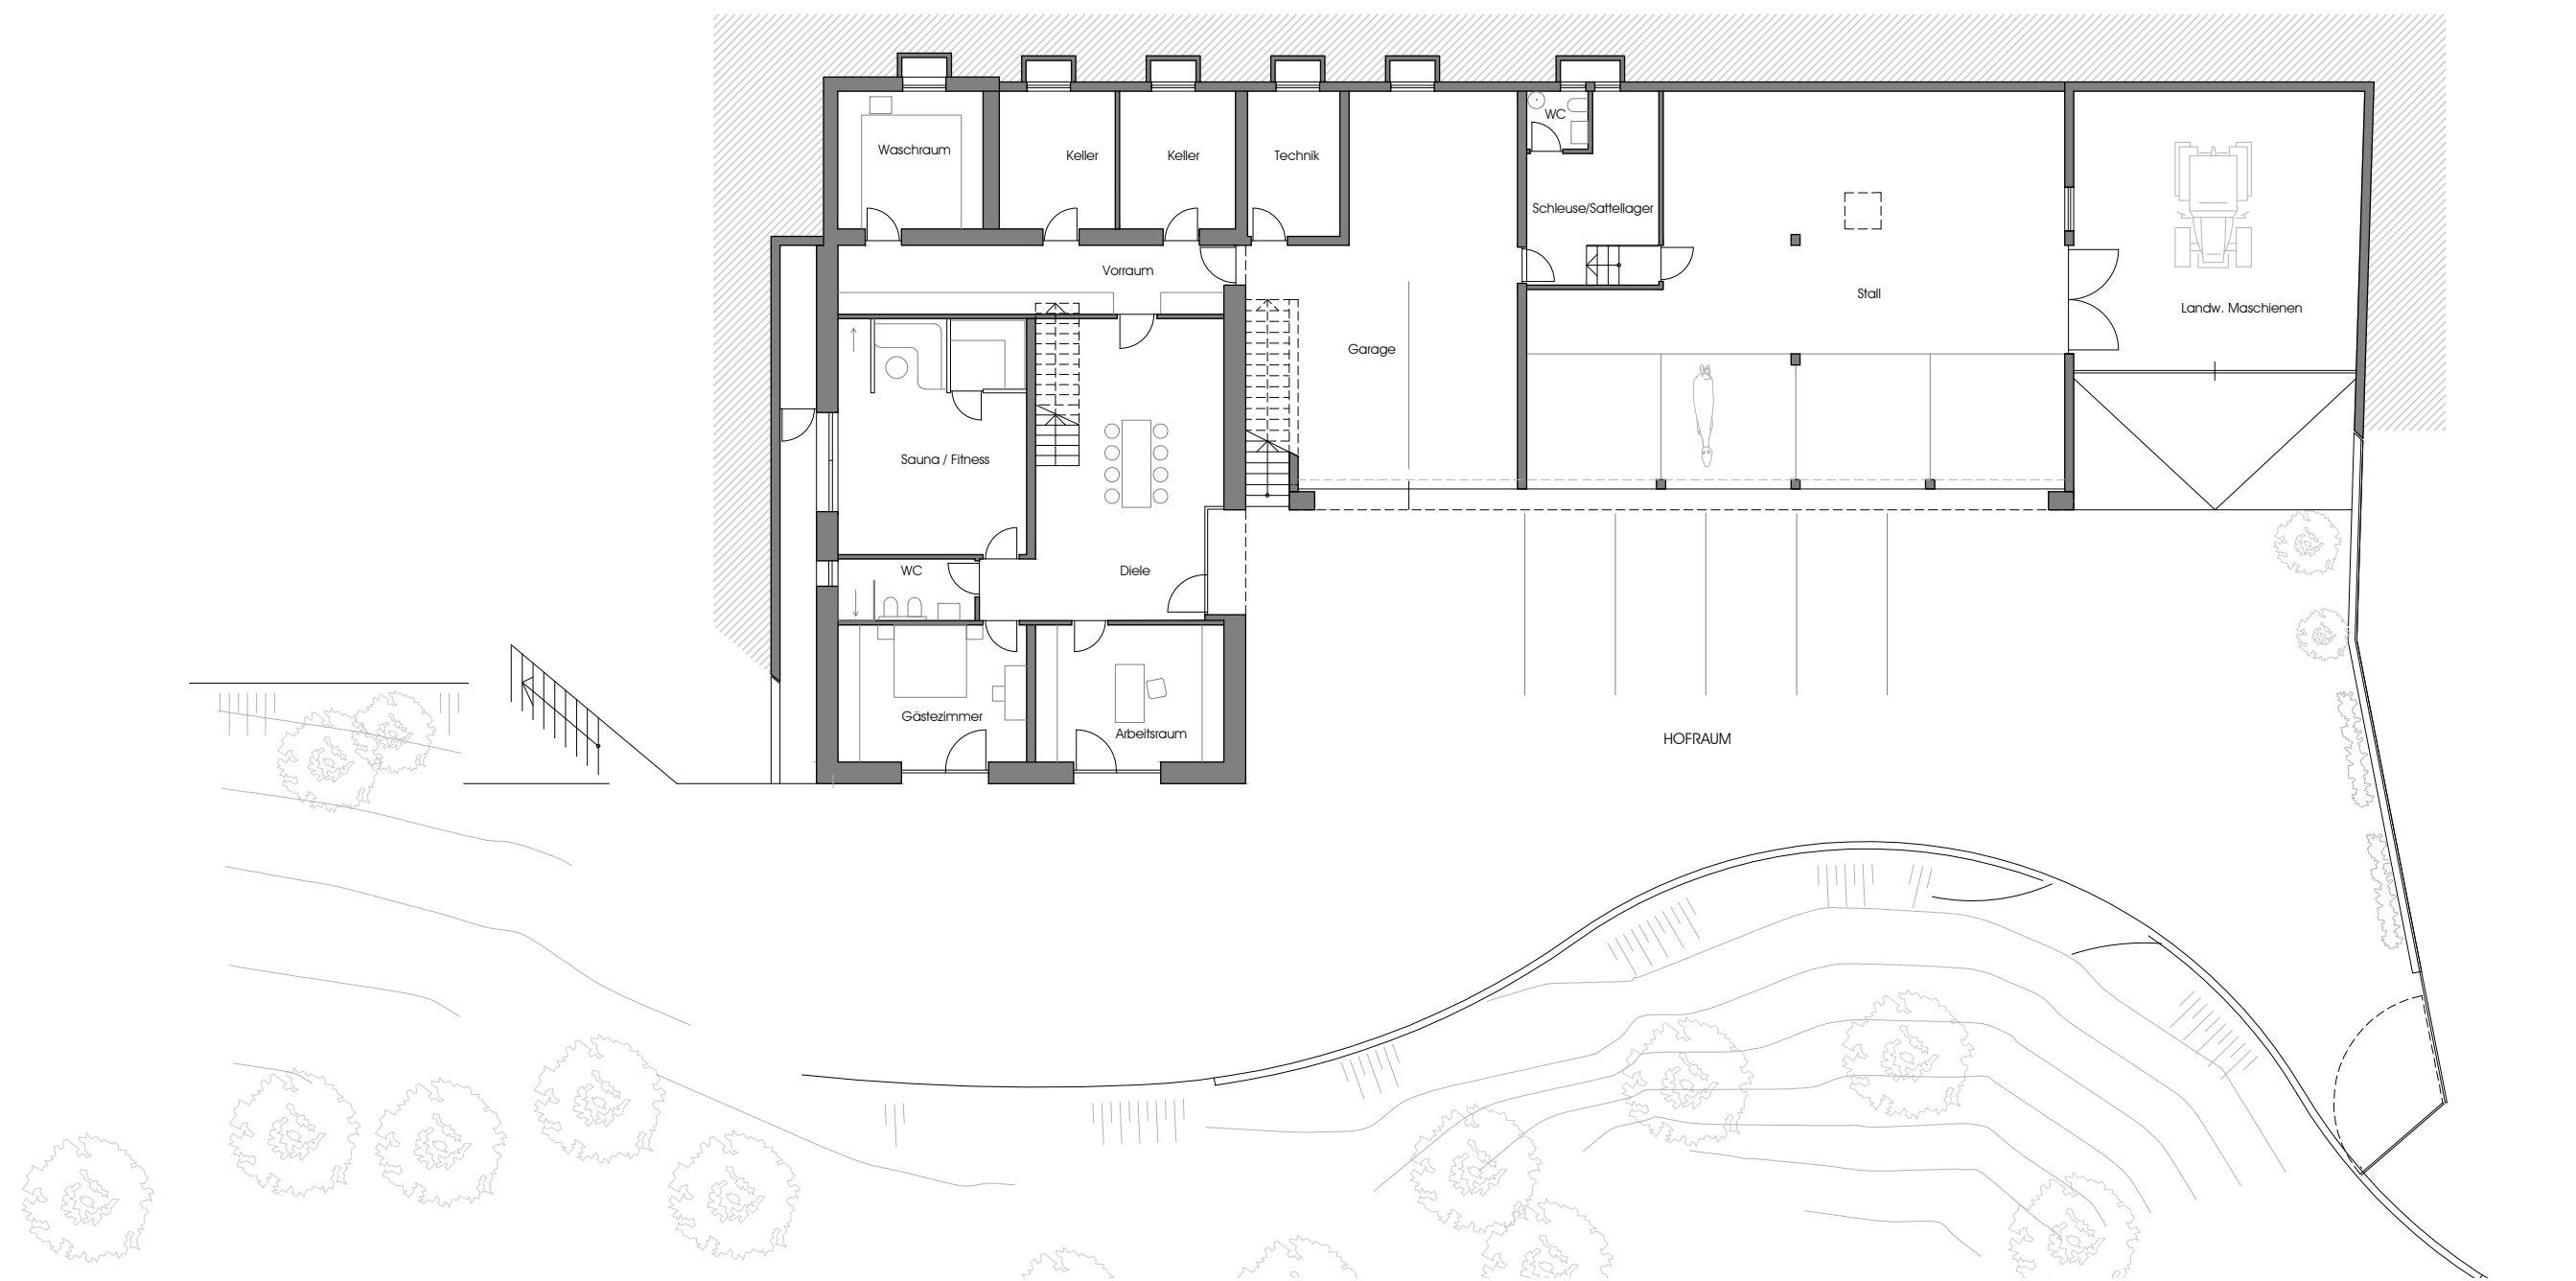 WC
Waschraum
Keller
Keller
Technik
Schleuse/Sattellager
Vorraum
Stall
Landw. Maschienen
Garage
Sauna / Fitness
WC
Diele
Gästezimmer
Arbeitsraum
HOFRAUM